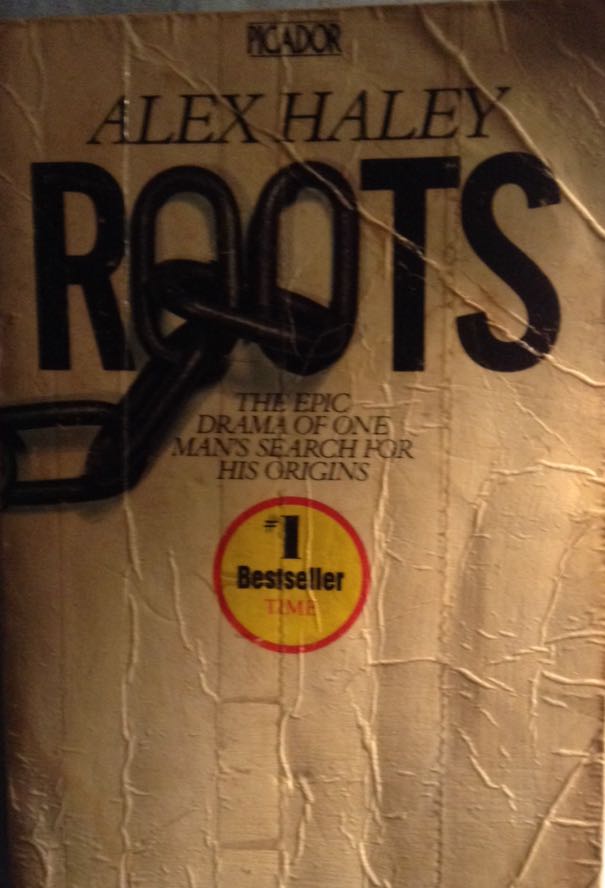 PICADOR
ALEX HALEY
ROOTS
THE EPIC
DRAMA OF ONE
MAN'S SEARCH FOR
HIS ORIGINS
#1
Bestseller
TIME